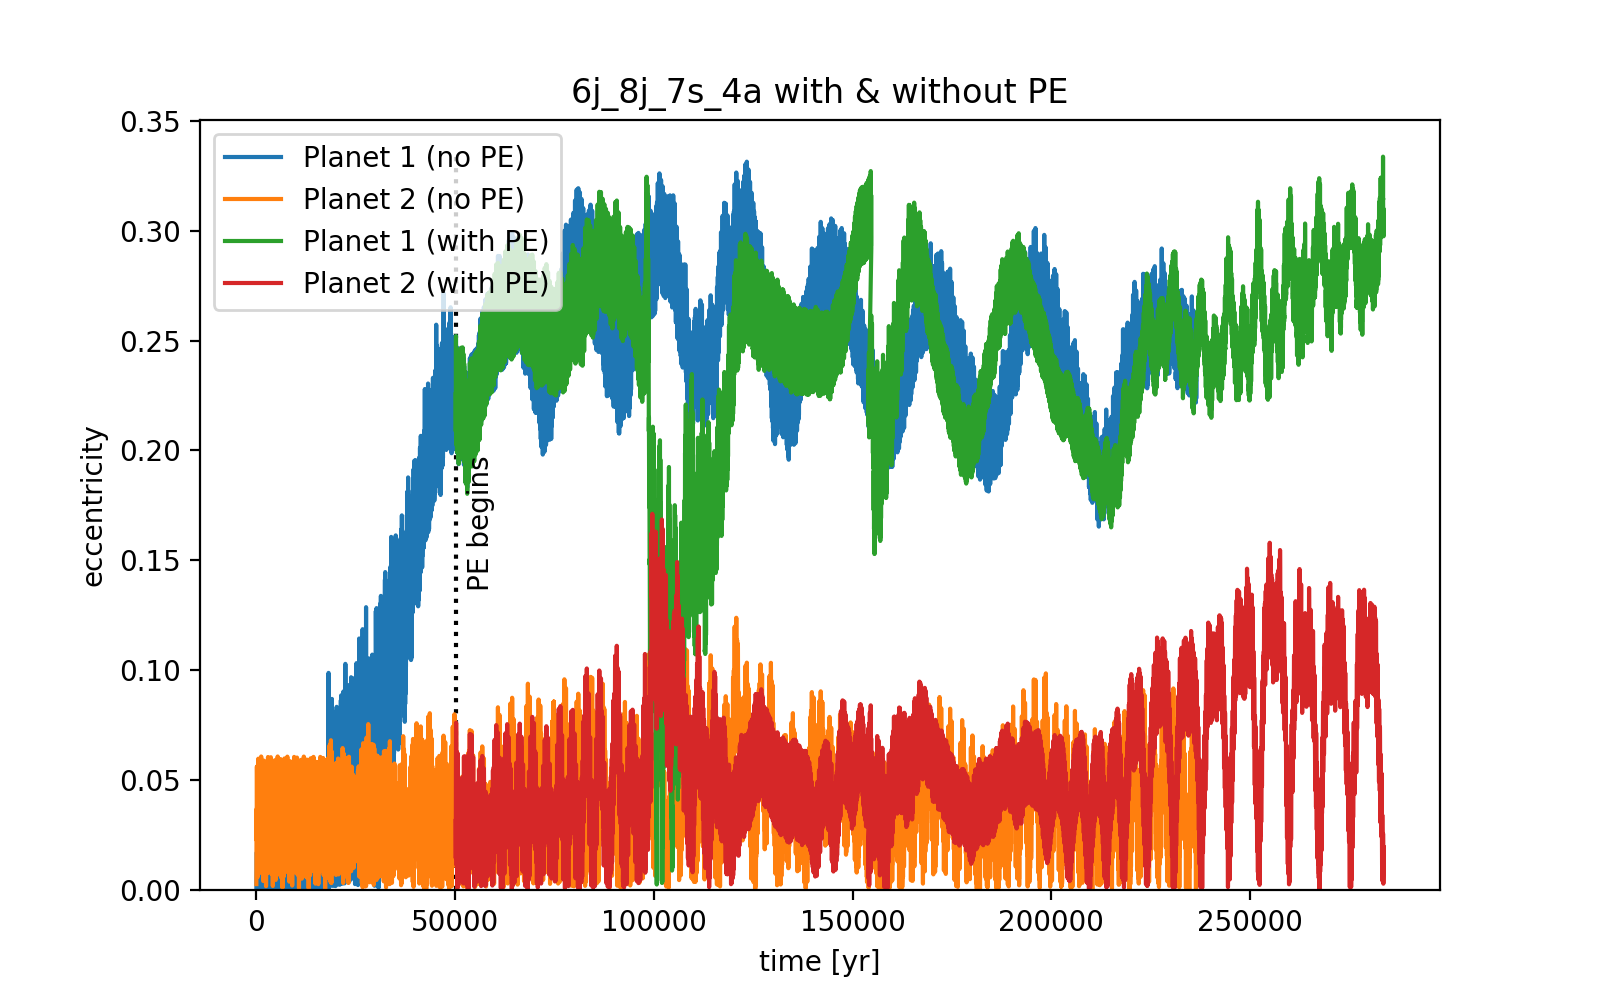 6j_8j_7s_4a with & without PE
Planet 1 (no PE)
Planet 2 (no PE)
Planet 1 (with PE)
Planet 2 (with PE)
0.35
0.30
0.25
0.20
0.15
0.10
0.05
0.00
eccentricity
PE begins
0
50000
100000
150000
200000
250000
time [yr]